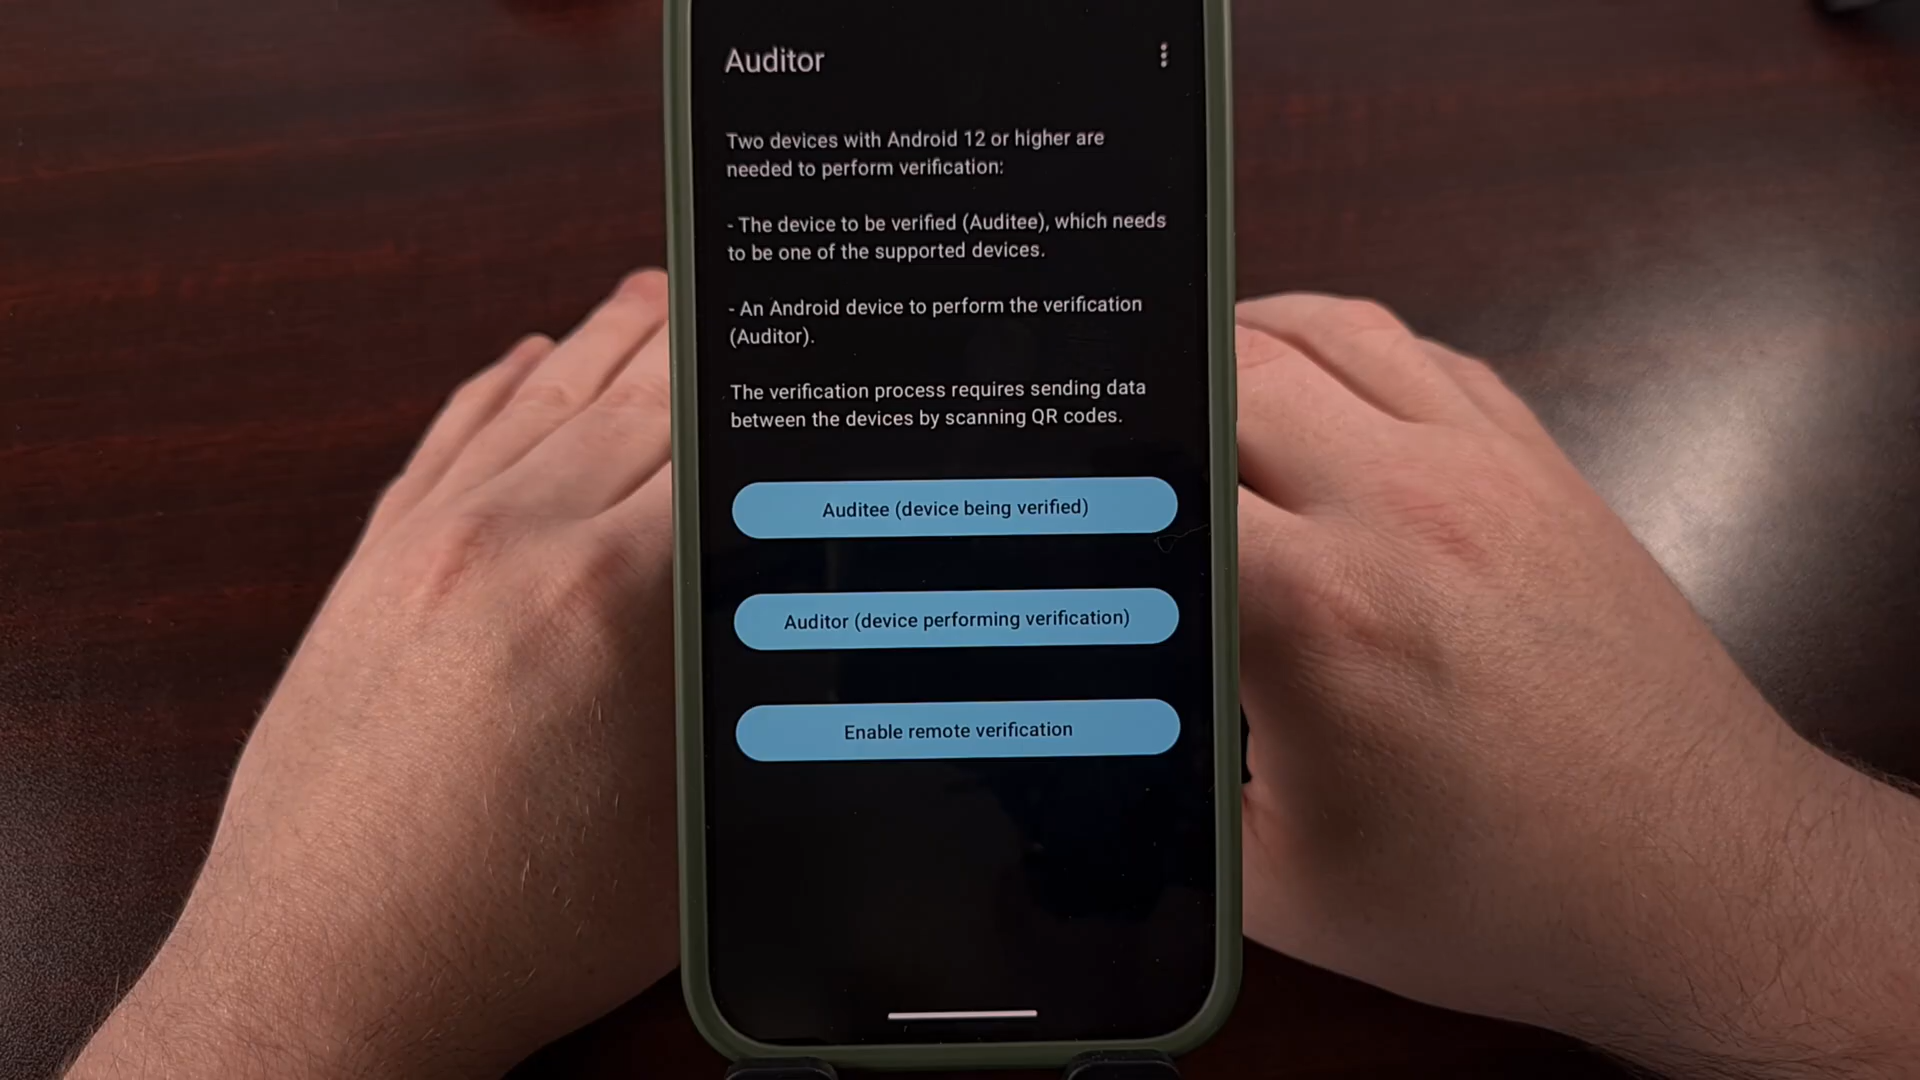 Auditor
Two devices with Android 12 or higher are
needed to perform verification:
- The device to be verified (Auditee), which needs
to be one of the supported devices.
- An Android device to perform the verification
(Auditor).
The verification process requires sending data
between the devices by scanning QR codes.
Auditee (device being verified)
Auditor (device performing verification)
Enable remote verification